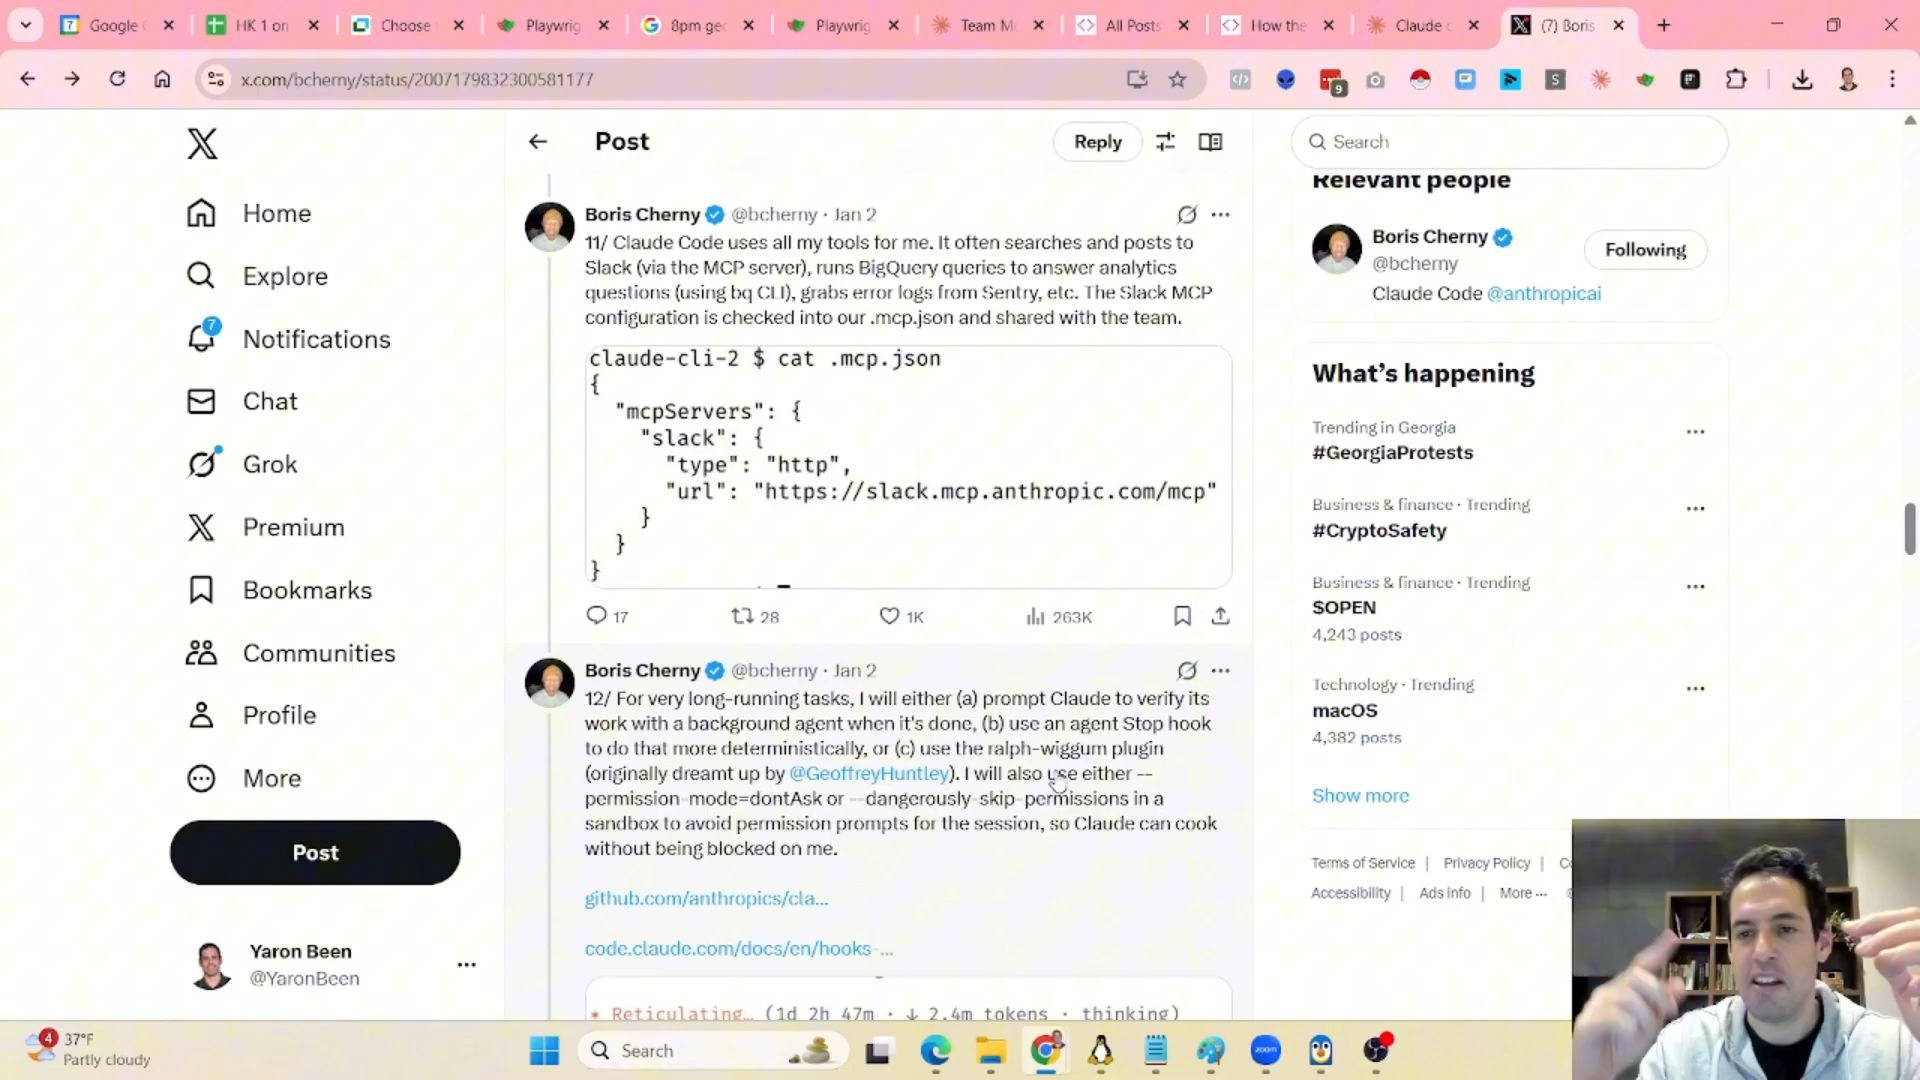 Google
HK 1 on
Choose
Playwrig
8pm geo
Playwrig
Team M
All Posts
How the
Claude c
(7) Boris
x.com/bcherny/status/2007179832300581177
9
Home
Explore
7
Notifications
Chat
Grok
Premium
Bookmarks
Communities
Profile
More
Post
Yaron Been
@YaronBeen
Post
Reply
Boris Cherny @bcherny · Jan 2
11/ Claude Code uses all my tools for me. It often searches and posts to
Slack (via the MCP server), runs BigQuery queries to answer analytics
questions (using bq CLI), grabs error logs from Sentry, etc. The Slack MCP
configuration is checked into our .mcp.json and shared with the team.
claude-cli-2 $ cat .mcp.json
{
"mcpServers": {
"slack": {
"type": "http",
"url": "https://slack.mcp.anthropic.com/mcp"
}
}
}
17 28 1K 263K
Boris Cherny @bcherny · Jan 2
12/ For very long-running tasks, I will either (a) prompt Claude to verify its
work with a background agent when it's done, (b) use an agent Stop hook
to do that more deterministically, or (c) use the ralph-wiggum plugin
(originally dreamt up by @GeoffreyHuntley). I will also use either --
permission-mode=dontAsk or --dangerously-skip-permissions in a
sandbox to avoid permission prompts for the session, so Claude can cook
without being blocked on me.
github.com/anthropics/cla...
code.claude.com/docs/en/hooks-...
* Reticulating… (1d 2h 47m · ↓ 2.4m tokens · thinking)
Search
Relevant people
Boris Cherny
@bcherny
Following
Claude Code @anthropicai
What's happening
Trending in Georgia
#GeorgiaProtests
Business & finance · Trending
#CryptoSafety
Business & finance · Trending
$OPEN
4,243 posts
Technology · Trending
macOS
4,382 posts
Show more
Terms of Service | Privacy Policy |
Accessibility | Ads info | More ...
4
37°F
Partly cloudy
Search
zoom